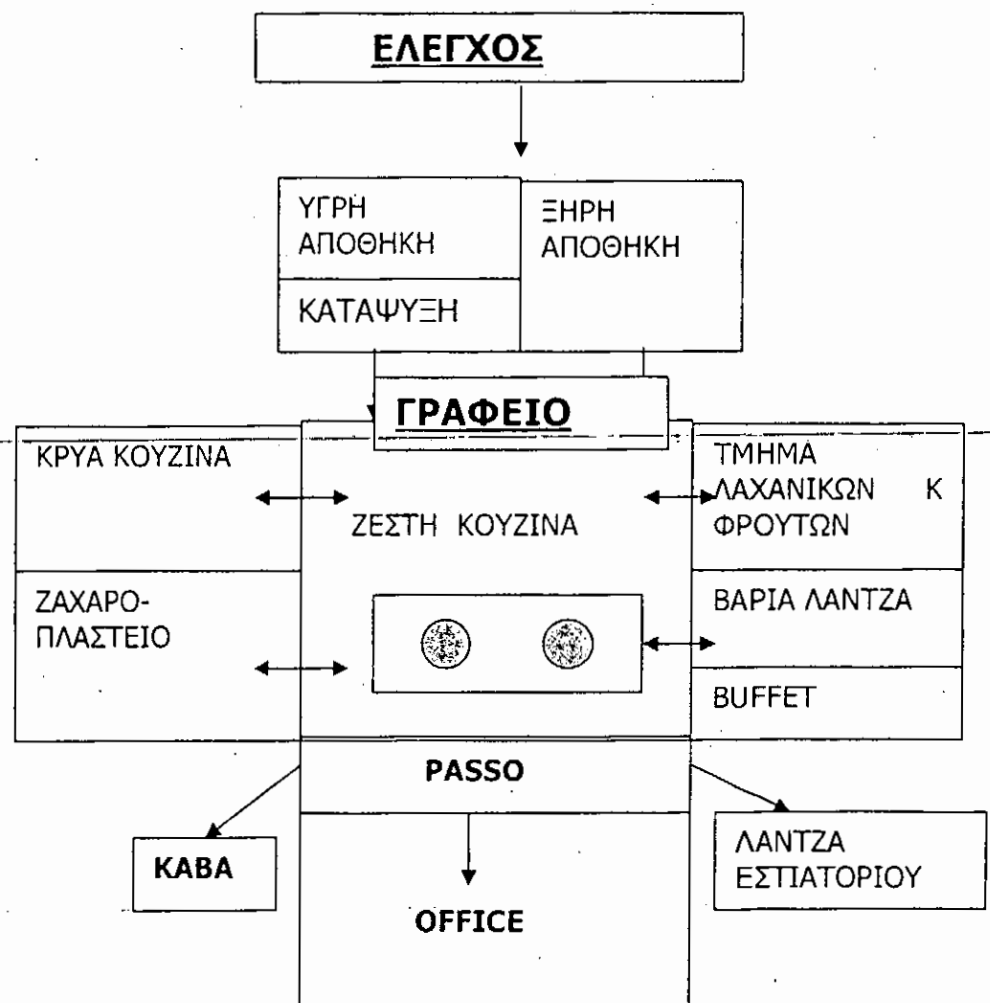 ΕΛΕΓΧΟΣ
ΥΓΡΗ
ΑΠΟΘΗΚΗ
ΞΗΡΗ
ΑΠΟΘΗΚΗ
ΚΑΤΑΨΥΞΗ
ΓΡΑΦΕΙΟ
ΚΡΥΑ ΚΟΥΖΙΝΑ
ΖΕΣΤΗ ΚΟΥΖΙΝΑ
ΤΜΗΜΑ
ΛΑΧΑΝΙΚΩΝ Κ
ΦΡΟΥΤΩΝ
ΖΑΧΑΡΟ-
ΠΛΑΣΤΕΙΟ
ΒΑΡΙΑ ΛΑΝΤΖΑ
BUFFET
PASSO
ΚΑΒΑ
ΛΑΝΤΖΑ
ΕΣΤΙΑΤΟΡΙΟΥ
OFFICE